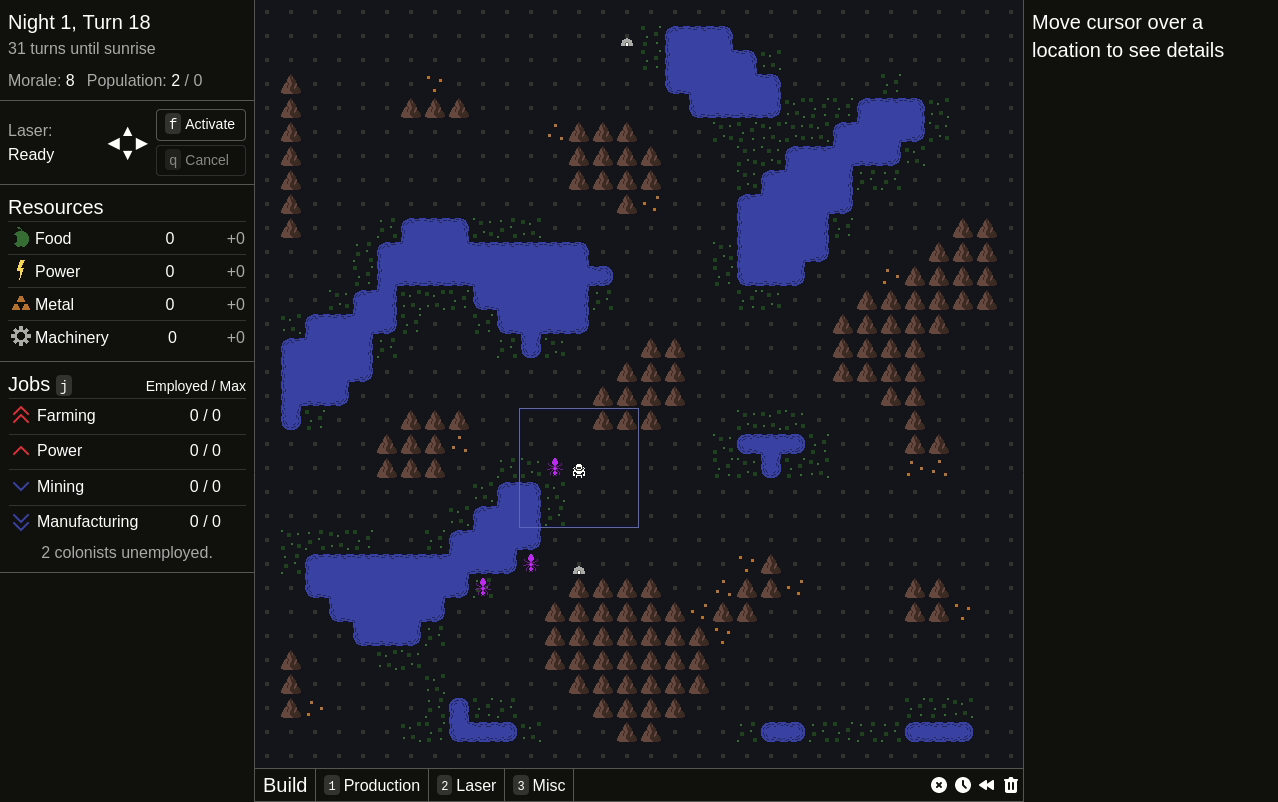 Night 1, Turn 18
31 turns until sunrise
Morale: 8 Population: 2 / 0
Laser:
Ready
f Activate
q Cancel
Resources
Food 0 +0
Power 0 +0
Metal 0 +0
Machinery 0 +0
Jobs j Employed / Max
Farming 0 / 0
Power 0 / 0
Mining 0 / 0
Manufacturing 0 / 0
2 colonists unemployed.
Build 1 Production 2 Laser 3 Misc
Move cursor over a
location to see details